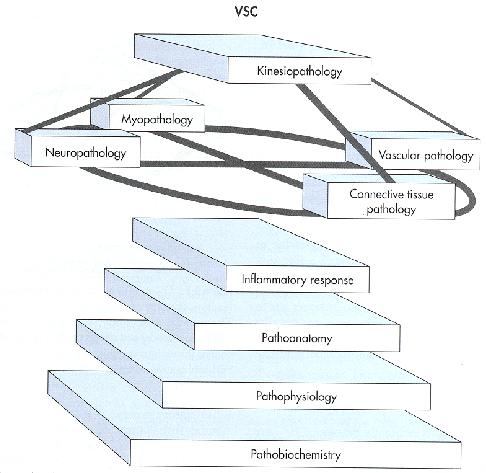 VSC
Kinesiopathology
Myopathology
Neuropathology
Vascular pathology
Connective tissue
pathology
Inflammatory response
Pathoanatomy
Pathophysiology
Pathobiochemistry